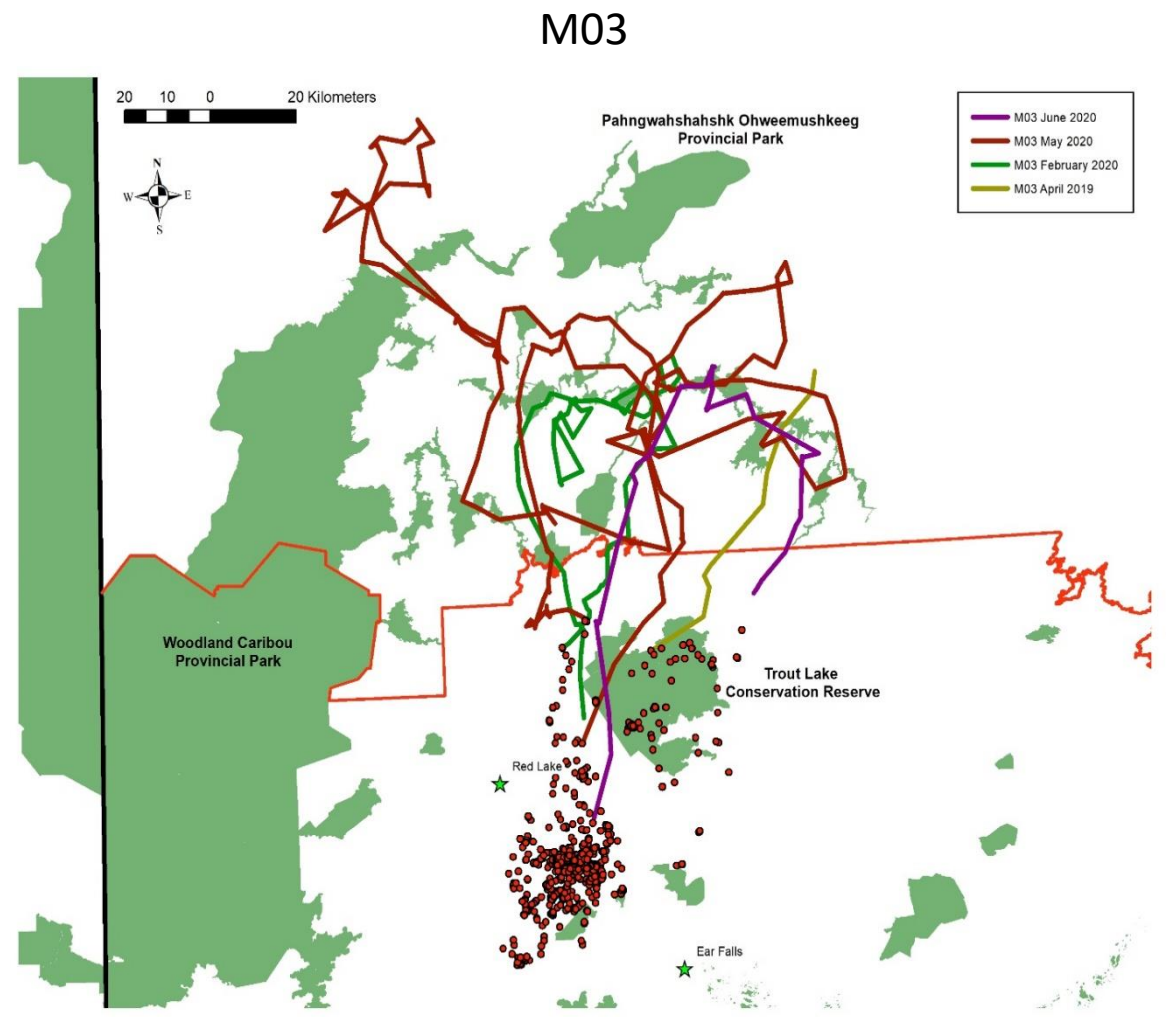 M03
20 10 0 20 Kilometers
N
W E
S
Pahngwahshahshk Ohweemushkeeg
Provincial Park
M03 June 2020
M03 May 2020
M03 February 2020
M03 April 2019
Woodland Caribou
Provincial Park
Trout Lake
Conservation Reserve
Red Lake
Ear Falls